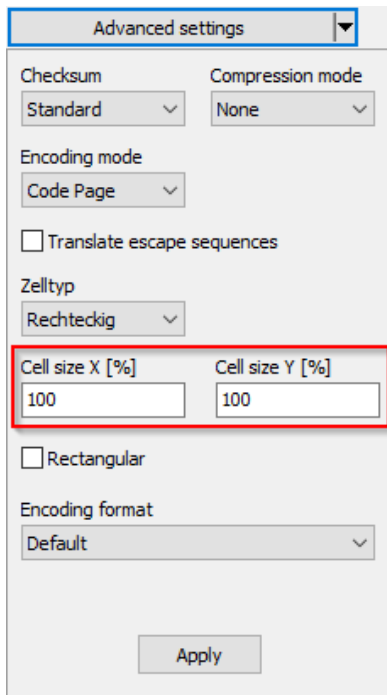 Advanced settings
Checksum Compression mode
Standard None
Encoding mode
Code Page
Translate escape sequences
Zelltyp
Rechteckig
Cell size X [%] Cell size Y [%]
100 100
Rectangular
Encoding format
Default
Apply